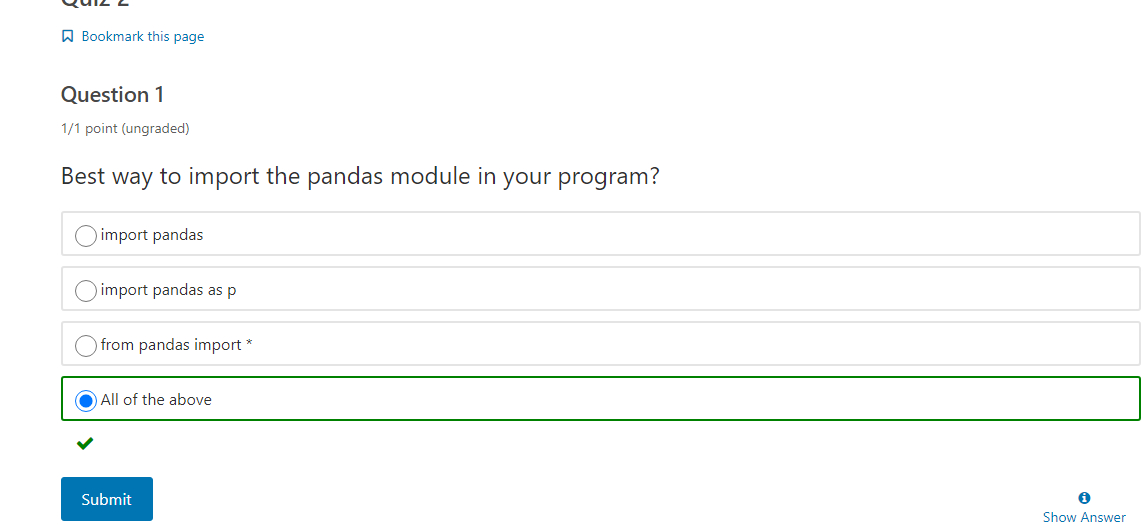 Quiz 2
Bookmark this page
Question 1
1/1 point (ungraded)
Best way to import the pandas module in your program?
import pandas
import pandas as p
from pandas import *
All of the above
Submit
Show Answer